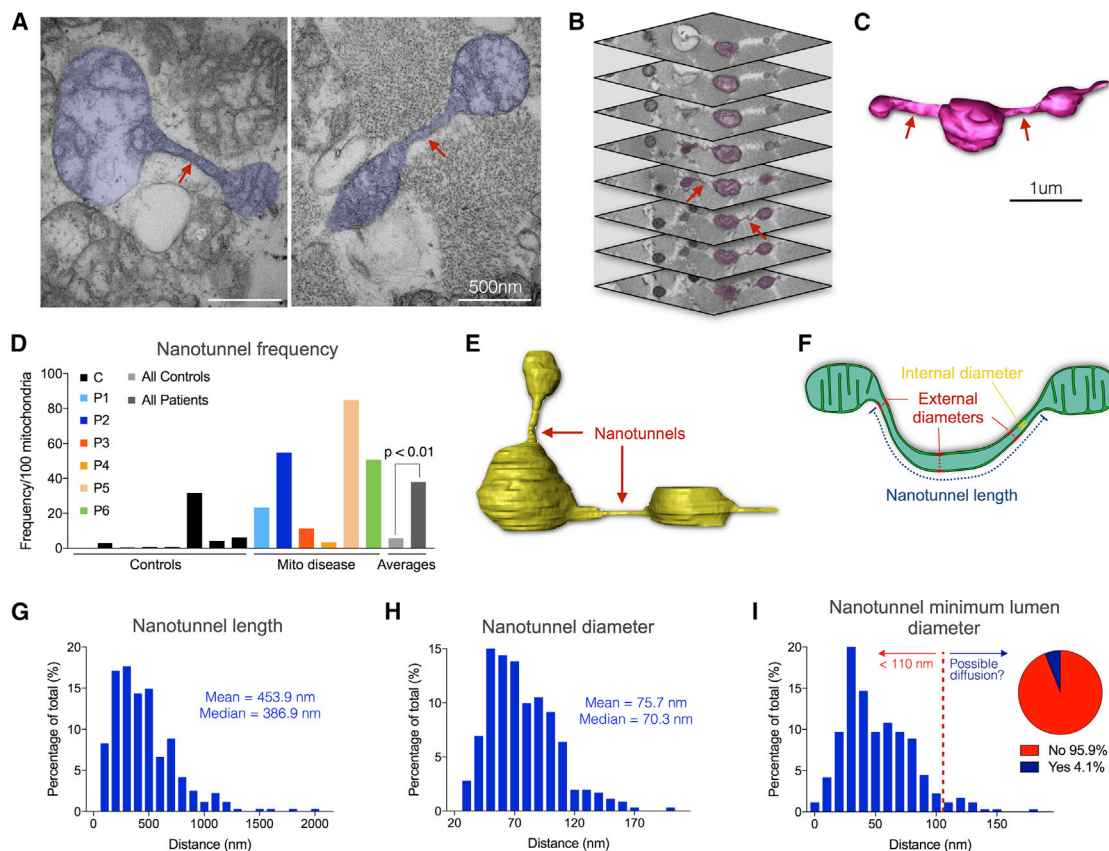 A
500nm
B
C
1um
D
Nanotunnel frequency
Frequency/100 mitochondria
100
80
60
40
20
0
C
P1
P2
P3
P4
P5
P6
All Controls
All Patients
p < 0.01
Controls
Mito disease
Averages
E
Nanotunnels
F
Internal diameter
External
diameters
Nanotunnel length
G
Nanotunnel length
Percentage of total (%)
20
15
10
5
0
Mean = 453.9 nm
Median = 386.9 nm
0
500
1000
1500
2000
Distance (nm)
H
Nanotunnel diameter
Percentage of total (%)
15
10
5
0
Mean = 75.7 nm
Median = 70.3 nm
20
70
120
170
Distance (nm)
I
Nanotunnel minimum lumen
diameter
Percentage of total (%)
20
15
10
5
0
< 110 nm
Possible
diffusion?
No 95.9%
Yes 4.1%
0
50
100
150
Distance (nm)